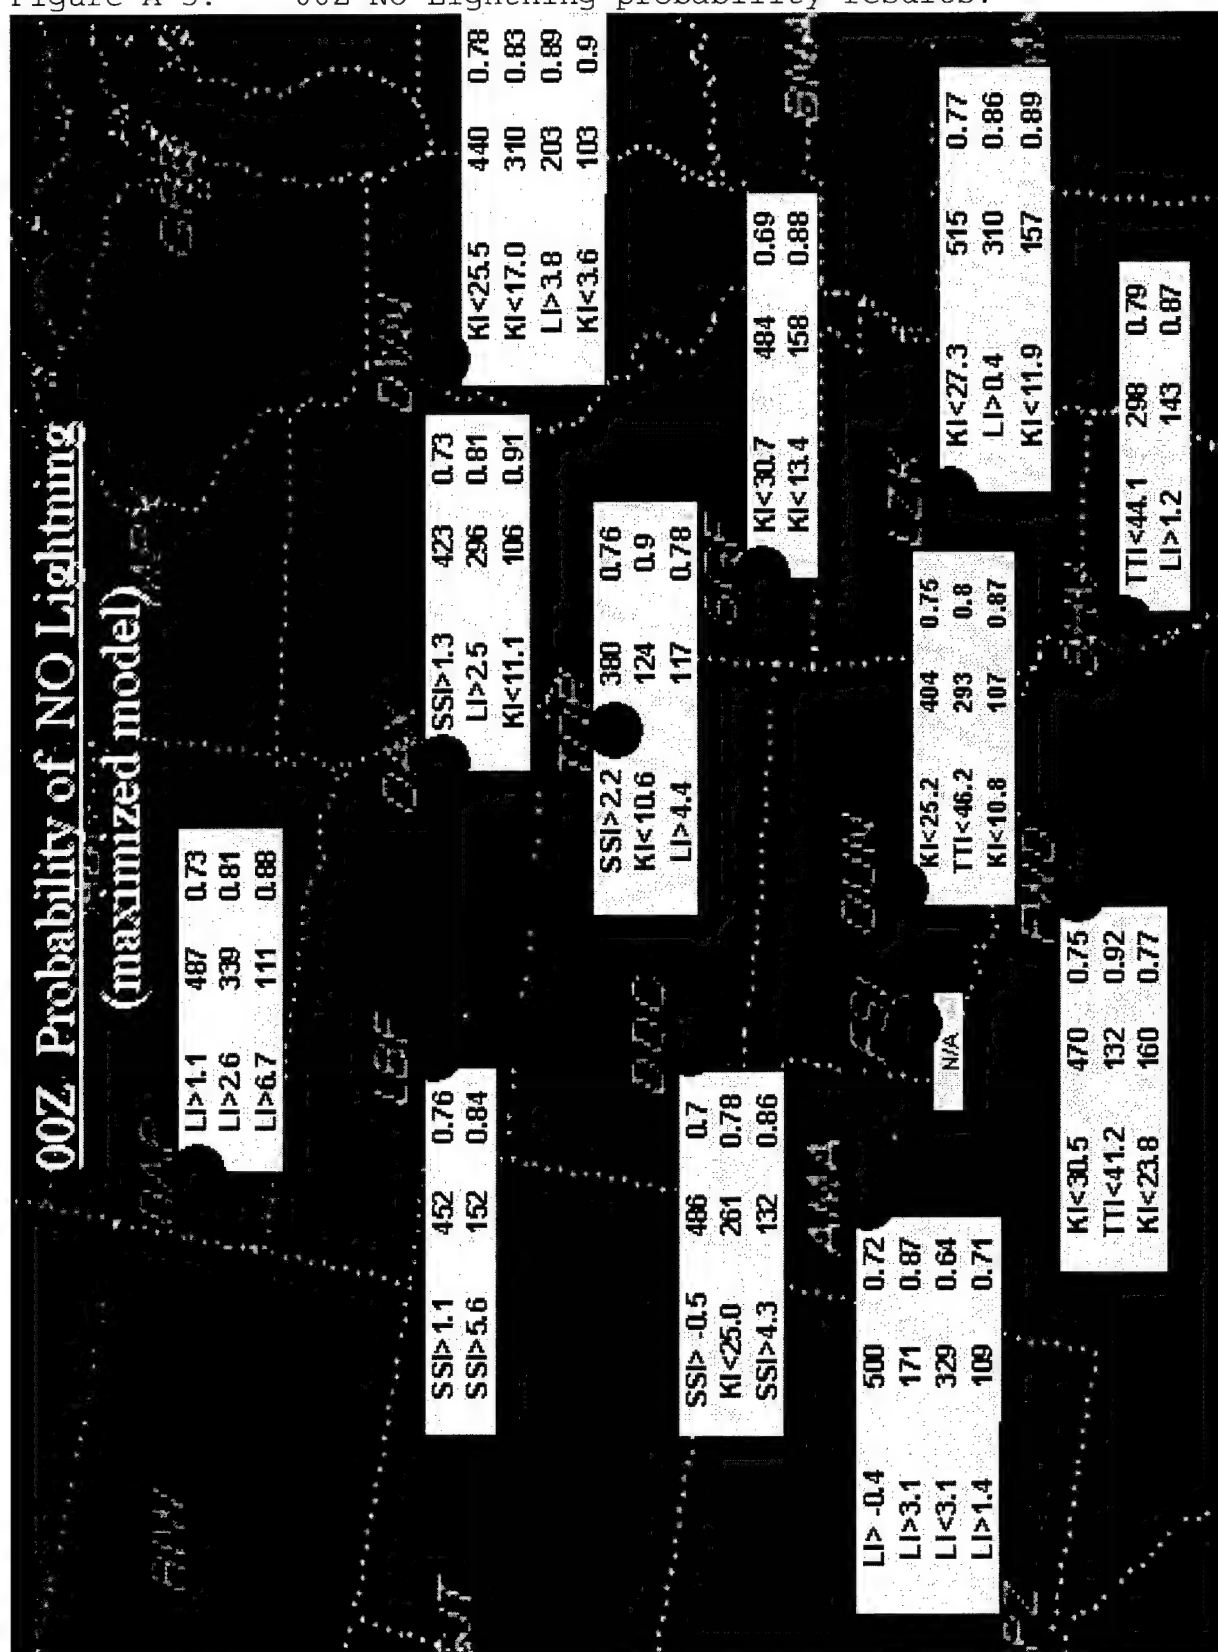 Figure A-5. 00Z No Lightning probability results.
00Z Probability of NO Lightning
(maximized model)
LI>1.1 487 0.73
LI>2.6 339 0.81
LI>6.7 111 0.88
LBF
SSI>1.1 452 0.76
SSI>5.6 152 0.84
OAX
SSI>1.3 423 0.73
LI>2.5 296 0.81
KI<11.1 106 0.91
KI<25.5 440 0.78
KI<17.0 310 0.83
LI>3.8 203 0.89
KI<3.6 103 0.9
DDC
SSI> -0.5 486 0.7
KI<25.0 261 0.78
SSI>4.3 132 0.86
SSI>2.2 380 0.76
KI<10.6 124 0.9
LI>4.4 117 0.78
KI<30.7 484 0.69
KI<13.4 158 0.88
AMA
LI> -0.4 500 0.72
LI>3.1 171 0.87
LI<3.1 329 0.64
LI>1.4 109 0.71
N/A
OUN
KI<25.2 404 0.75
TTI<46.2 293 0.8
KI<10.8 107 0.87
LZK
KI<27.3 515 0.77
LI>0.4 310 0.86
KI<11.9 157 0.89
KI<30.5 470 0.75
TTI<41.2 132 0.92
KI<23.8 160 0.77
TTI<44.1 298 0.79
LI>1.2 143 0.87